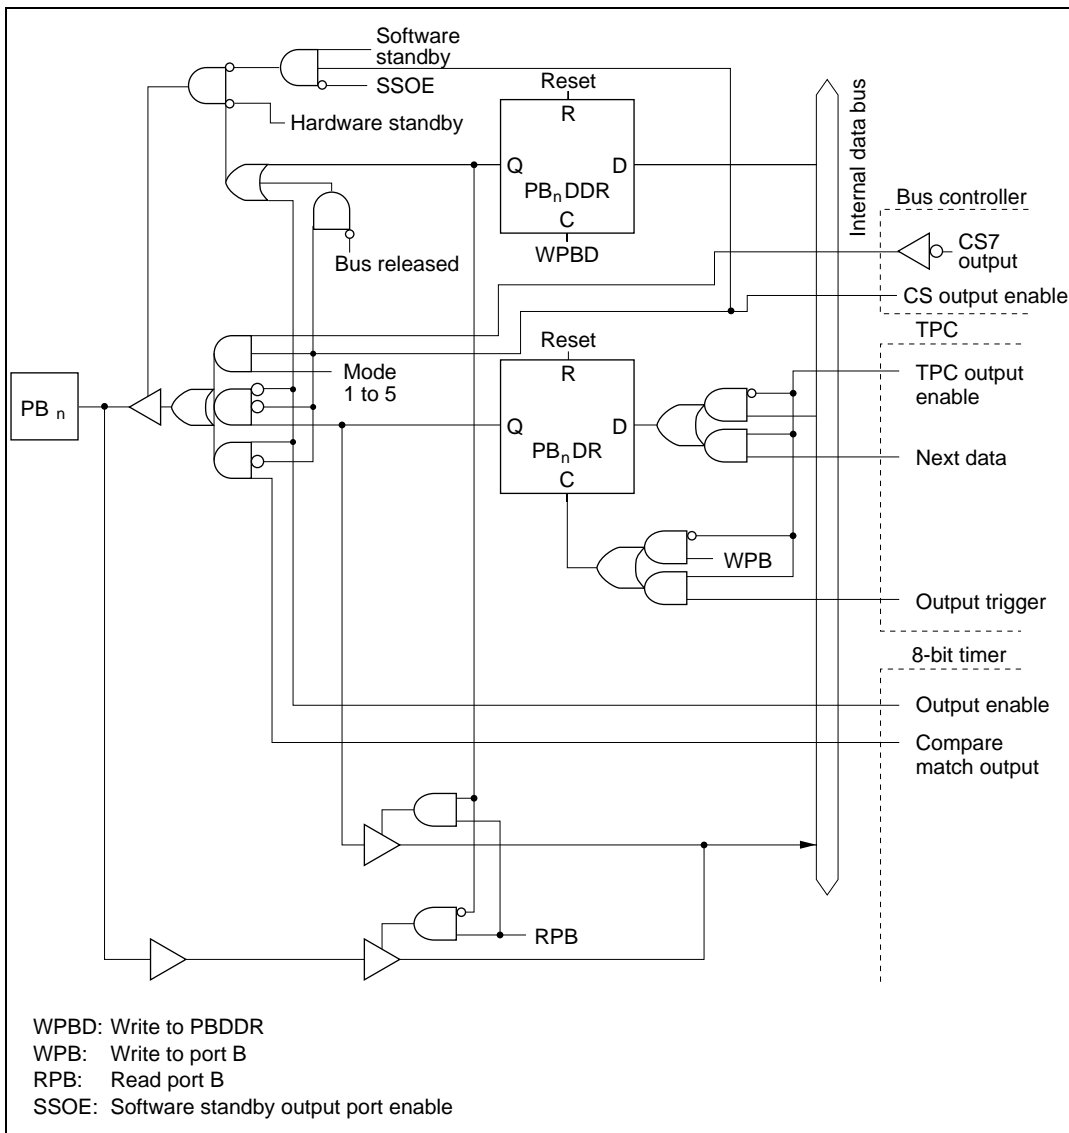 Software
standby
SSOE
Hardware standby
Reset
R
Q
D
PBnDDR
C
WPBD
Bus released
Internal data bus
Bus controller
CS7
output
CS output enable
TPC
Mode
1 to 5
Reset
R
Q
D
PBnDR
C
PB n
TPC output
enable
Next data
WPB
Output trigger
8-bit timer
Output enable
Compare
match output
RPB
WPBD: Write to PBDDR
WPB: Write to port B
RPB: Read port B
SSOE: Software standby output port enable